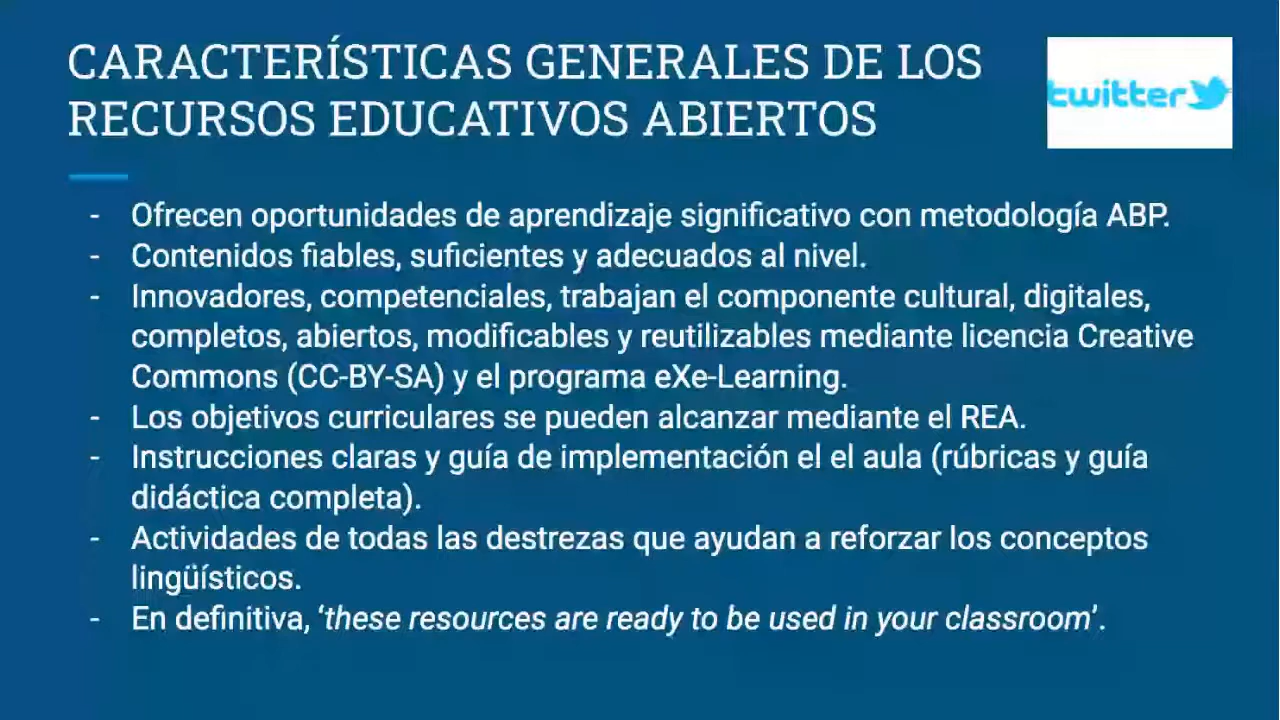 CARACTERÍSTICAS GENERALES DE LOS
RECURSOS EDUCATIVOS ABIERTOS
twitter
- Ofrecen oportunidades de aprendizaje significativo con metodología ABP.
- Contenidos fiables, suficientes y adecuados al nivel.
- Innovadores, competenciales, trabajan el componente cultural, digitales,
completos, abiertos, modificables y reutilizables mediante licencia Creative
Commons (CC-BY-SA) y el programa eXe-Learning.
- Los objetivos curriculares se pueden alcanzar mediante el REA.
- Instrucciones claras y guía de implementación el el aula (rúbricas y guía
didáctica completa).
- Actividades de todas las destrezas que ayudan a reforzar los conceptos
lingüísticos.
- En definitiva, ‘these resources are ready to be used in your classroom’.